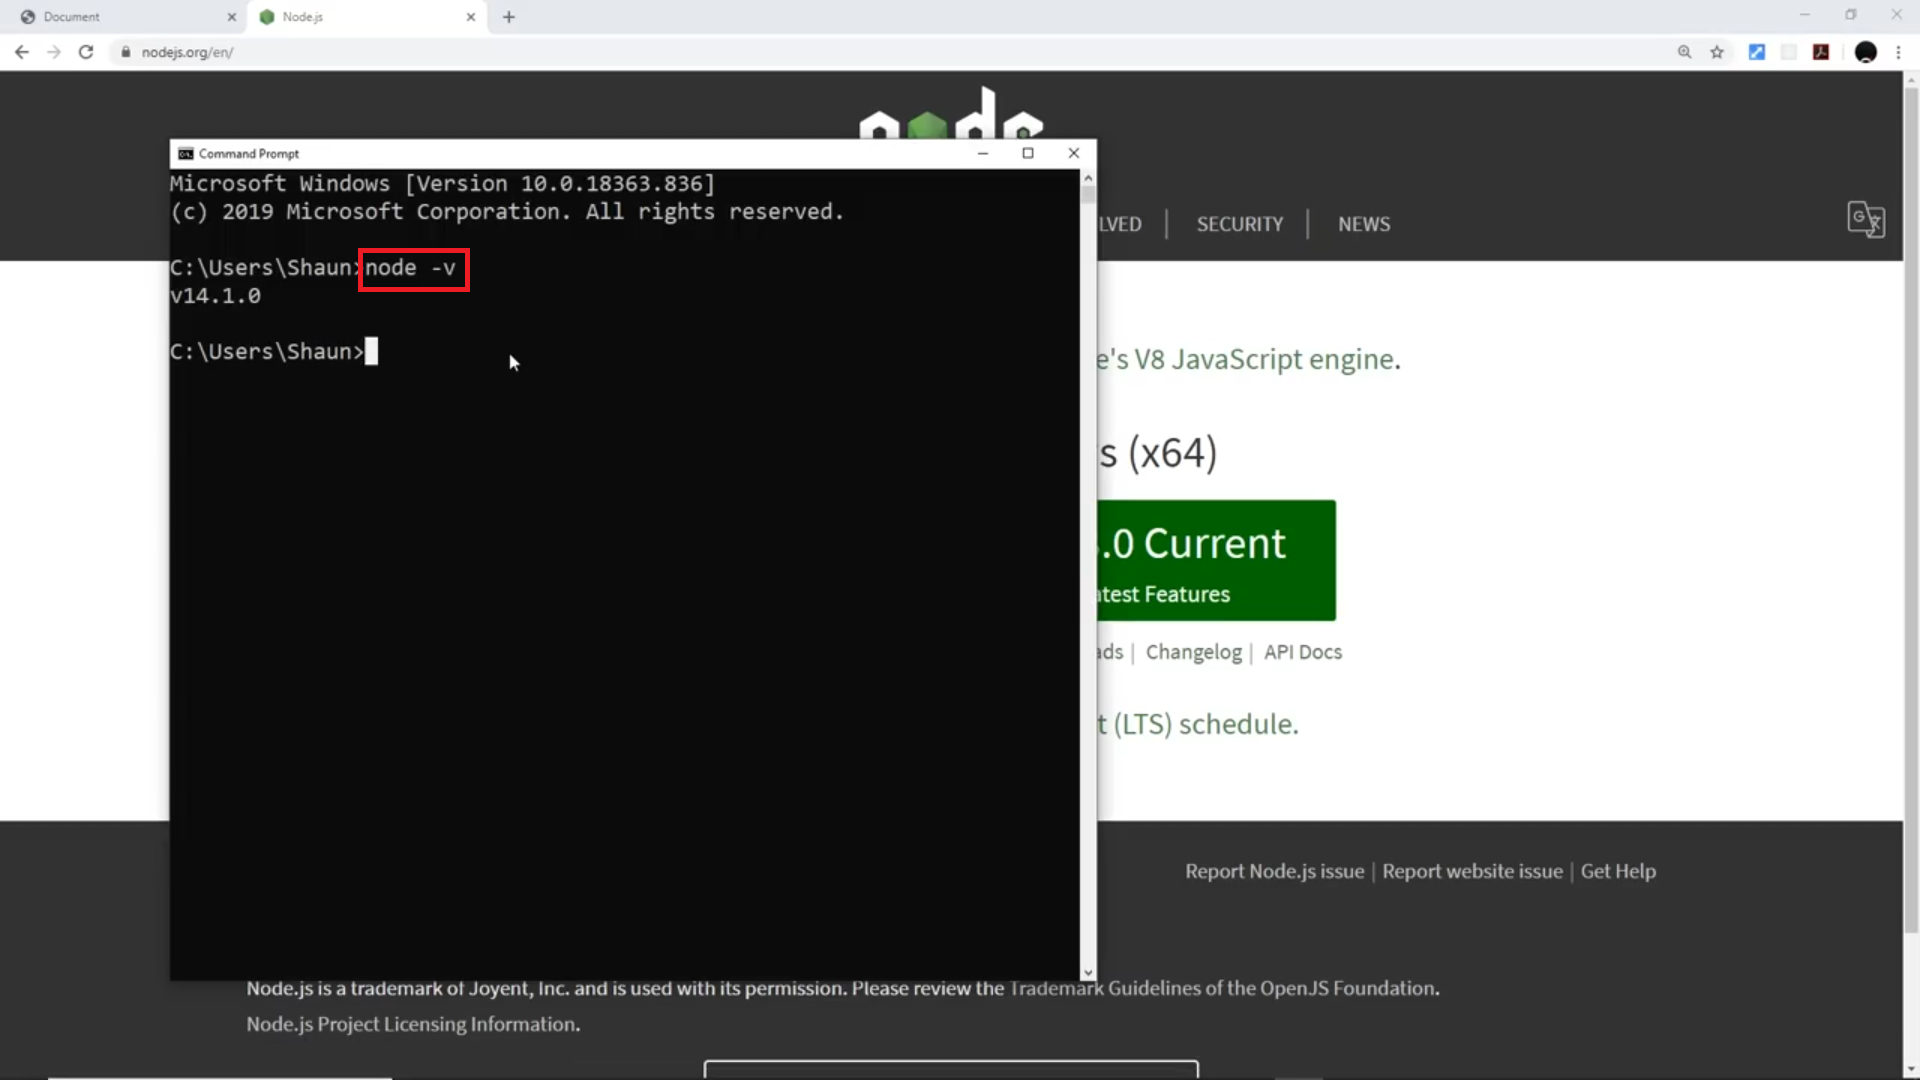 Document
Node.js
nodejs.org/en/
node
Command Prompt
Microsoft Windows [Version 10.0.18363.836]
(c) 2019 Microsoft Corporation. All rights reserved.
SECURITY | NEWS
C:\Users\Shaun>node -v
v14.1.0
C:\Users\Shaun>
e's V8 JavaScript engine.
s (x64)
.0 Current
atest Features
ads | Changelog | API Docs
t (LTS) schedule.
Report Node.js issue | Report website issue | Get Help
Node.js is a trademark of Joyent, Inc. and is used with its permission. Please review the Trademark Guidelines of the OpenJS Foundation.
Node.js Project Licensing Information.